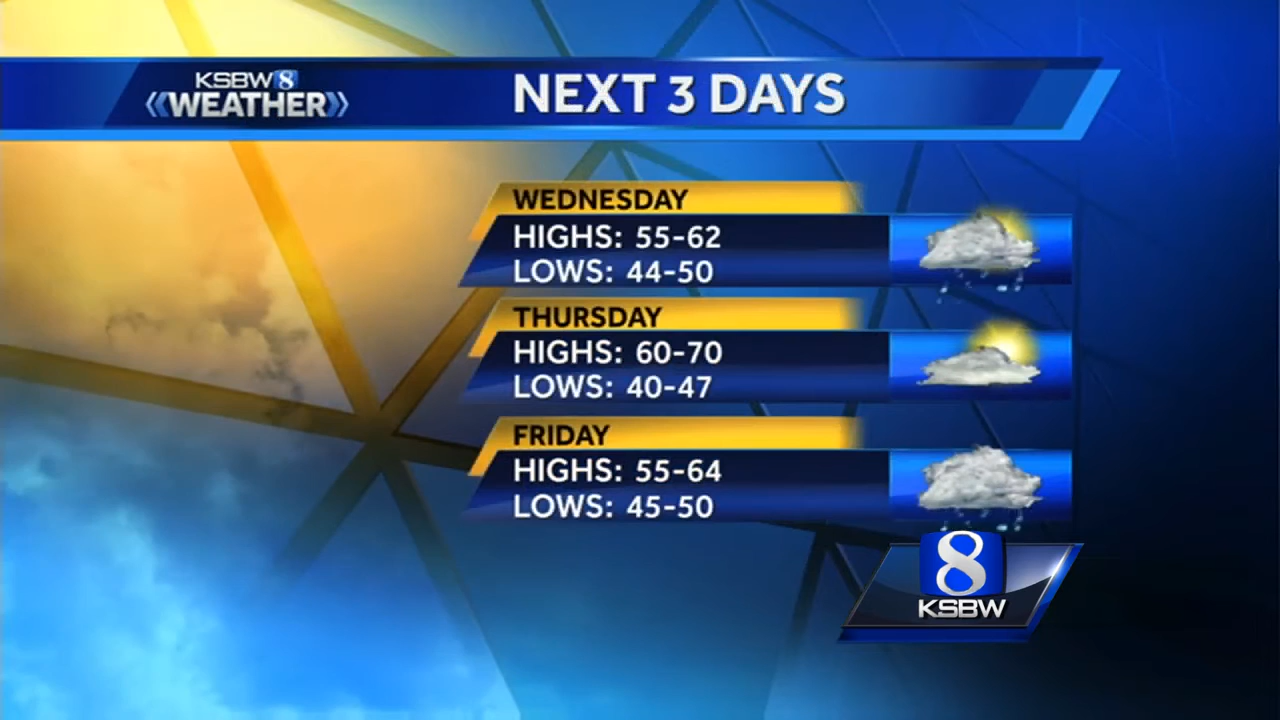 KSBW 8
WEATHER
NEXT 3 DAYS
WEDNESDAY
HIGHS: 55-62
LOWS: 44-50
THURSDAY
HIGHS: 60-70
LOWS: 40-47
FRIDAY
HIGHS: 55-64
LOWS: 45-50
8
KSBW